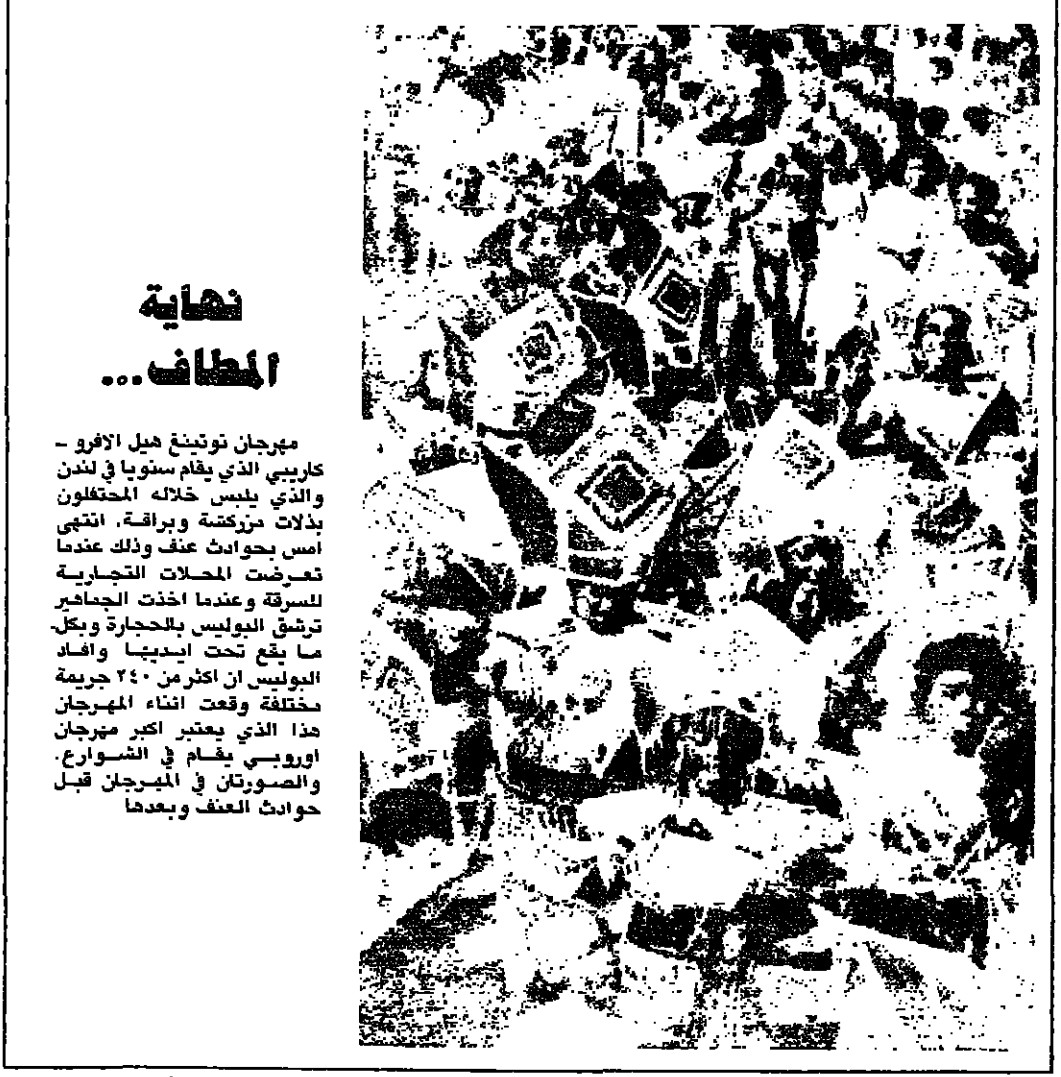 نهاية
المطاف...
مهرجان نوتينغ هيل الافرو -
كاريبي الذي يقام سنويا في لندن
والذي يلبس خلاله المحتفلون
بذلات مزركشة وبراقة، انتهى
امس بحوادث عنف وذلك عندما
تعرضت المحلات التجارية
للسرقة وعندما اخذت الجماهير
ترشق البوليس بالحجارة وبكل
ما يقع تحت ايديها وافاد
البوليس ان اكثر من ٢٤٠ جريمة
مختلفة وقعت اثناء المهرجان
هذا الذي يعتبر اكبر مهرجان
اوروبي يقام في الشوارع.
والصورتان في المهرجان قبل
حوادث العنف وبعدها